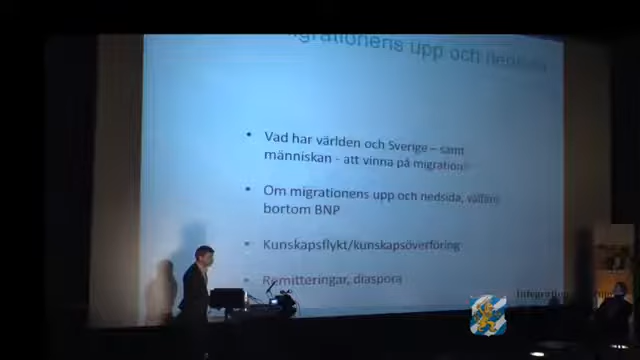 migrationens upp och nedsida
Vad har världen och Sverige – samt
människan - att vinna på migration
Om migrationens upp och nedsida, välfärd
bortom BNP
Kunskapsflykt/kunskapsöverföring
Remitteringar, diaspora